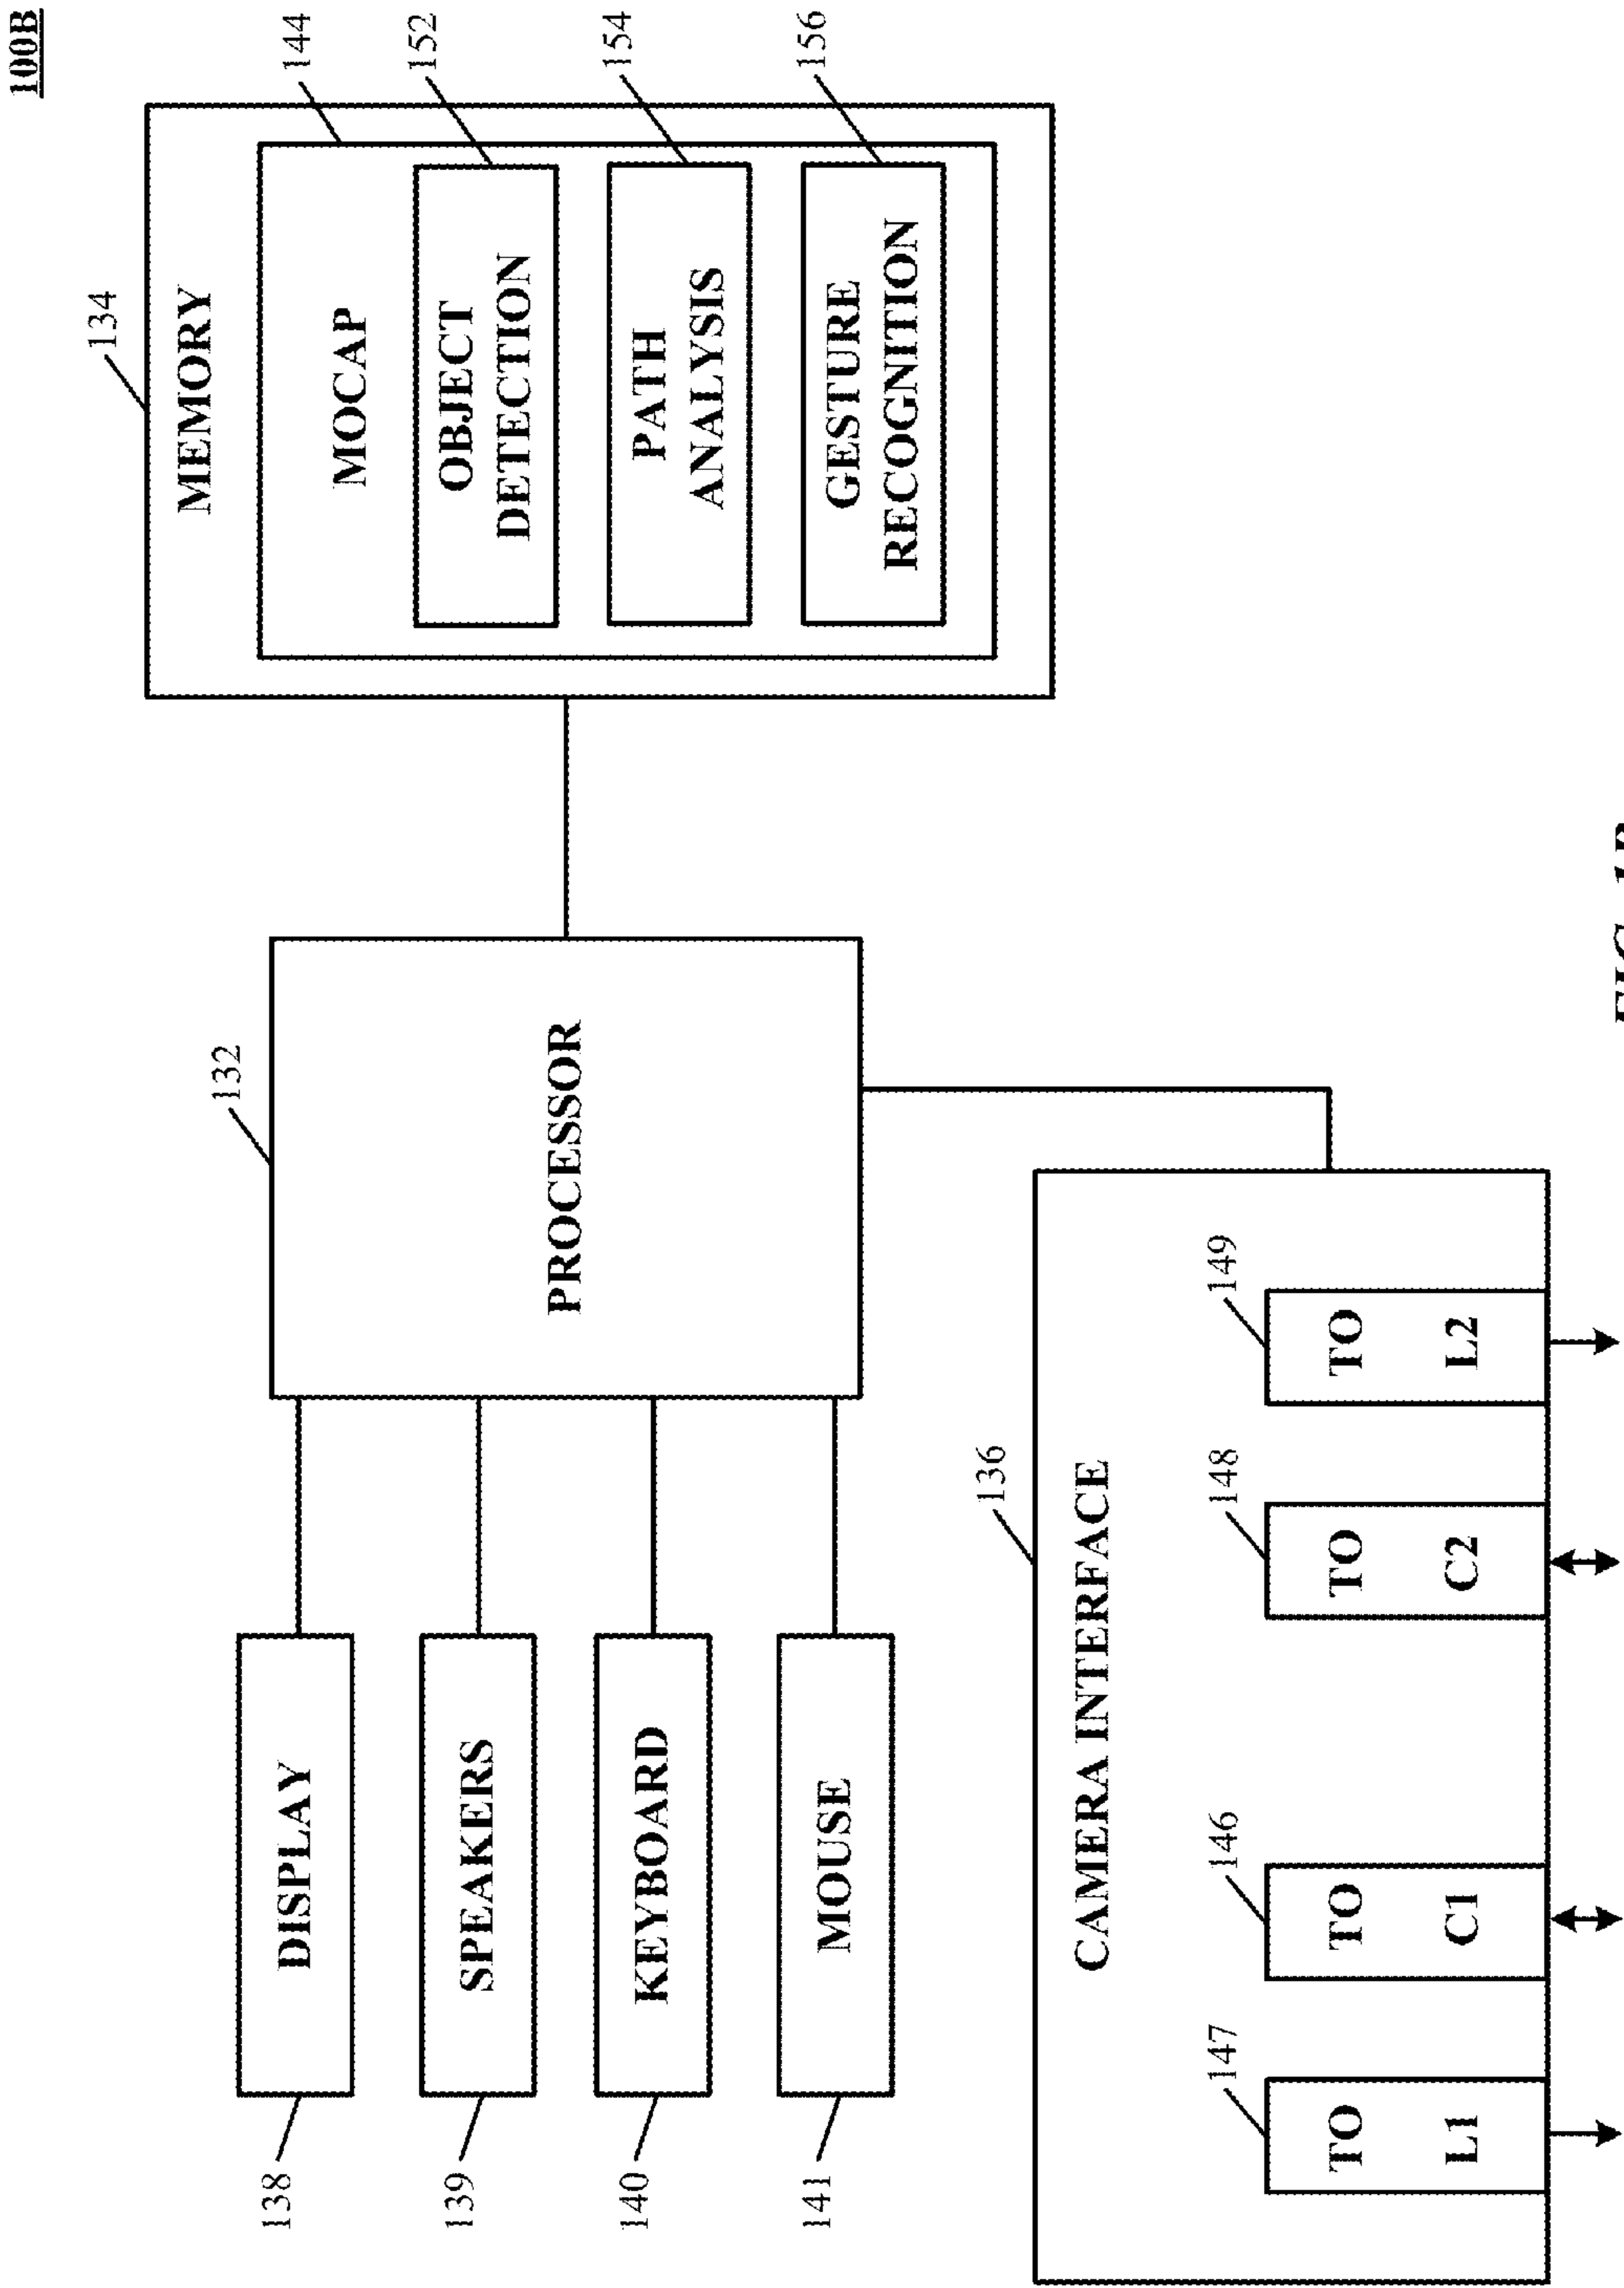 100B
134
MEMORY
144
MOCAP
152
OBJECT
DETECTION
154
PATH
ANALYSIS
156
GESTURE
RECOGNITION
132
PROCESSOR
138
DISPLAY
139
SPEAKERS
140
KEYBOARD
141
MOUSE
136
CAMERA INTERFACE
147
TO
L1
146
TO
C1
148
TO
C2
149
TO
L2
FIG. 1B